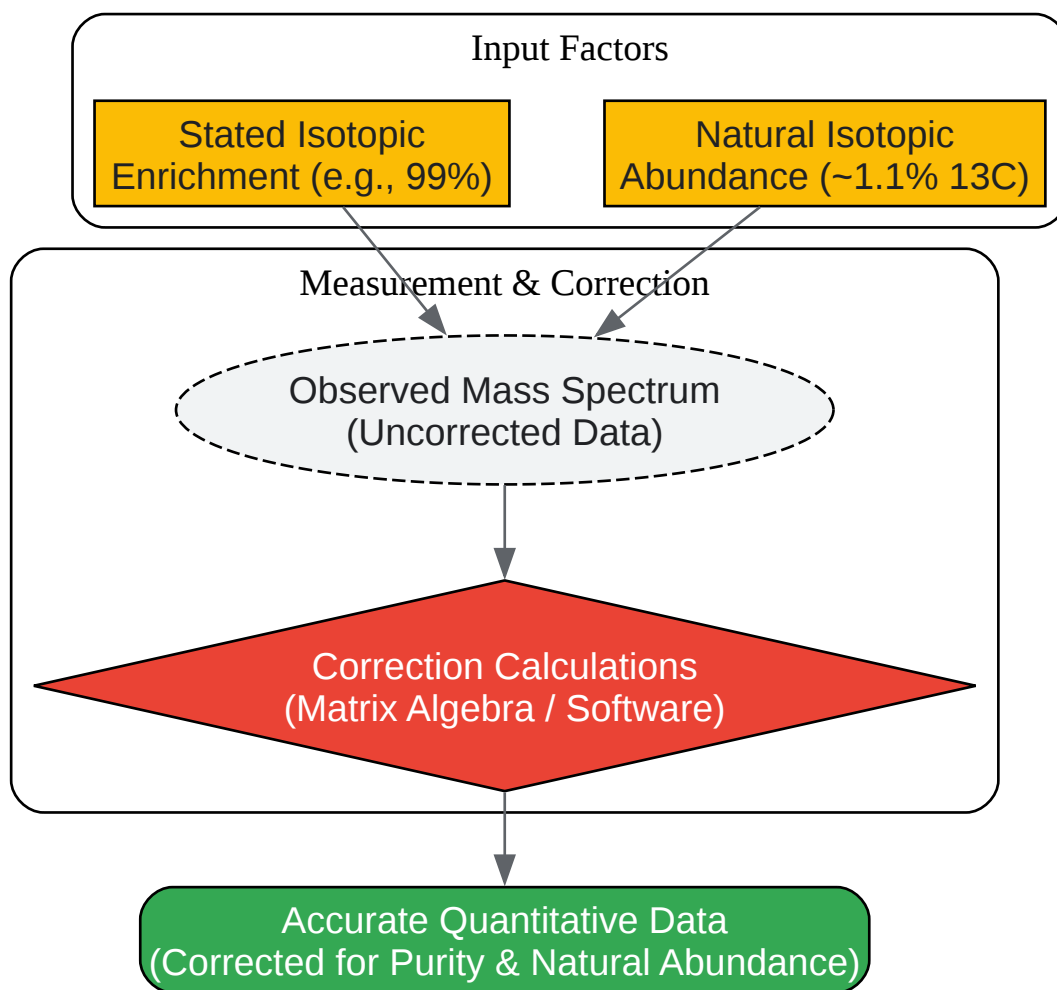 Input Factors
Stated Isotopic
Enrichment (e.g., 99%)
Natural Isotopic
Abundance (~1.1% 13C)
Measurement & Correction
Observed Mass Spectrum
(Uncorrected Data)
Correction Calculations
(Matrix Algebra / Software)
Accurate Quantitative Data
(Corrected for Purity & Natural Abundance)